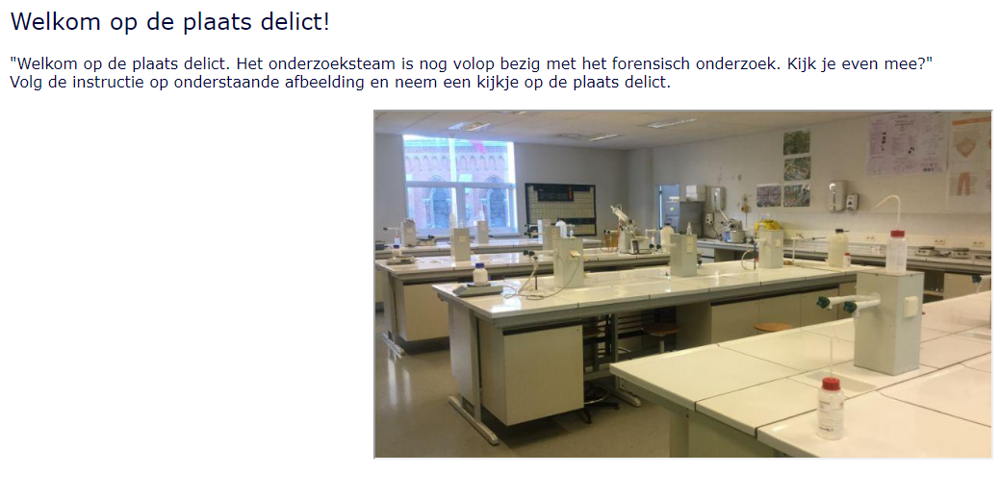 Welkom op de plaats delict!
"Welkom op de plaats delict. Het onderzoeksteam is nog volop bezig met het forensisch onderzoek. Kijk je even mee?"
Volg de instructie op onderstaande afbeelding en neem een kijkje op de plaats delict.